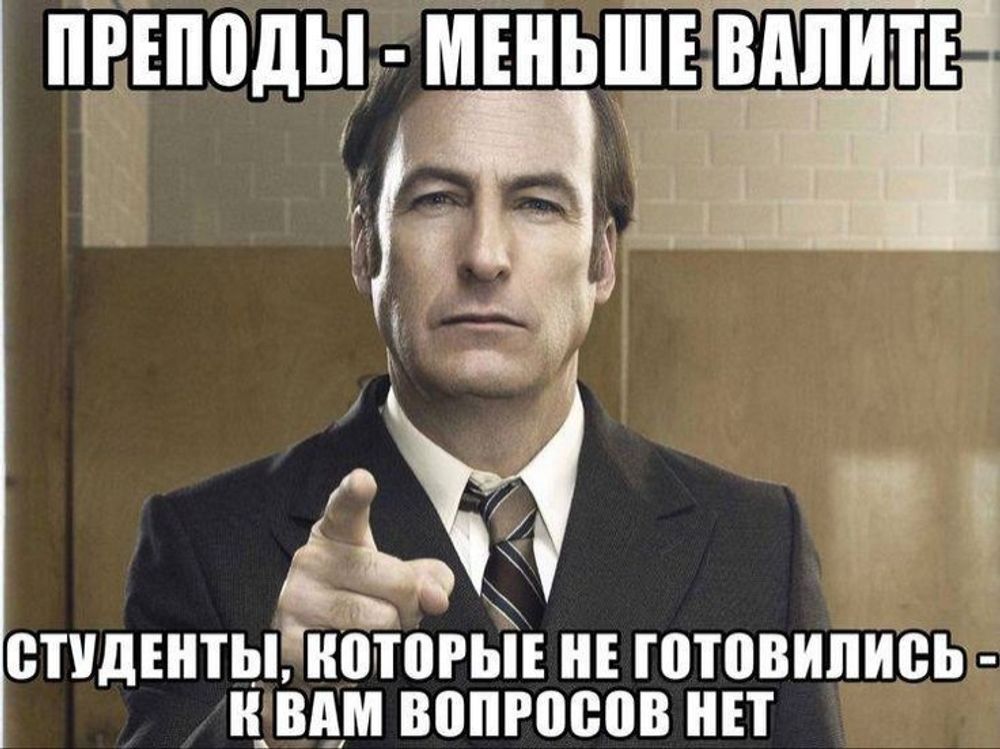 ПРЕПОДЫ - МЕНЬШЕ ВАЛИТЕ
СТУДЕНТЫ, КОТОРЫЕ НЕ ГОТОВИЛИСЬ -
К ВАМ ВОПРОСОВ НЕТ